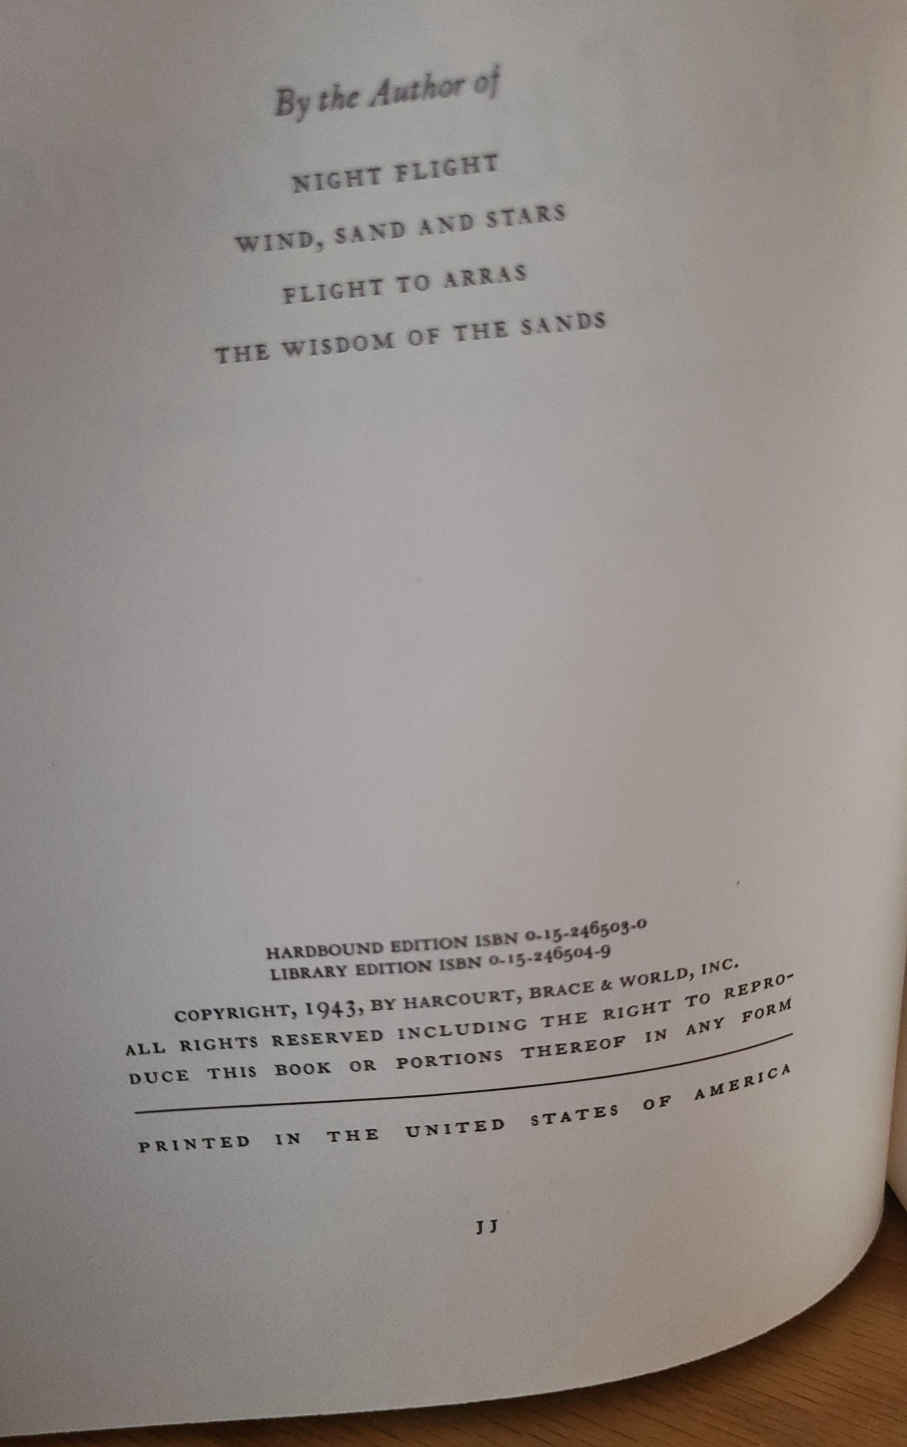 By the Author of
NIGHT FLIGHT
WIND, SAND AND STARS
FLIGHT TO ARRAS
THE WISDOM OF THE SANDS
HARDBOUND EDITION ISBN 0-15-246503-0
LIBRARY EDITION ISBN 0-15-246504-9
COPYRIGHT, 1943, BY HARCOURT, BRACE & WORLD, INC.
ALL RIGHTS RESERVED INCLUDING THE RIGHT TO REPRO-
DUCE THIS BOOK OR PORTIONS THEREOF IN ANY FORM
PRINTED IN THE UNITED STATES OF AMERICA
JJ